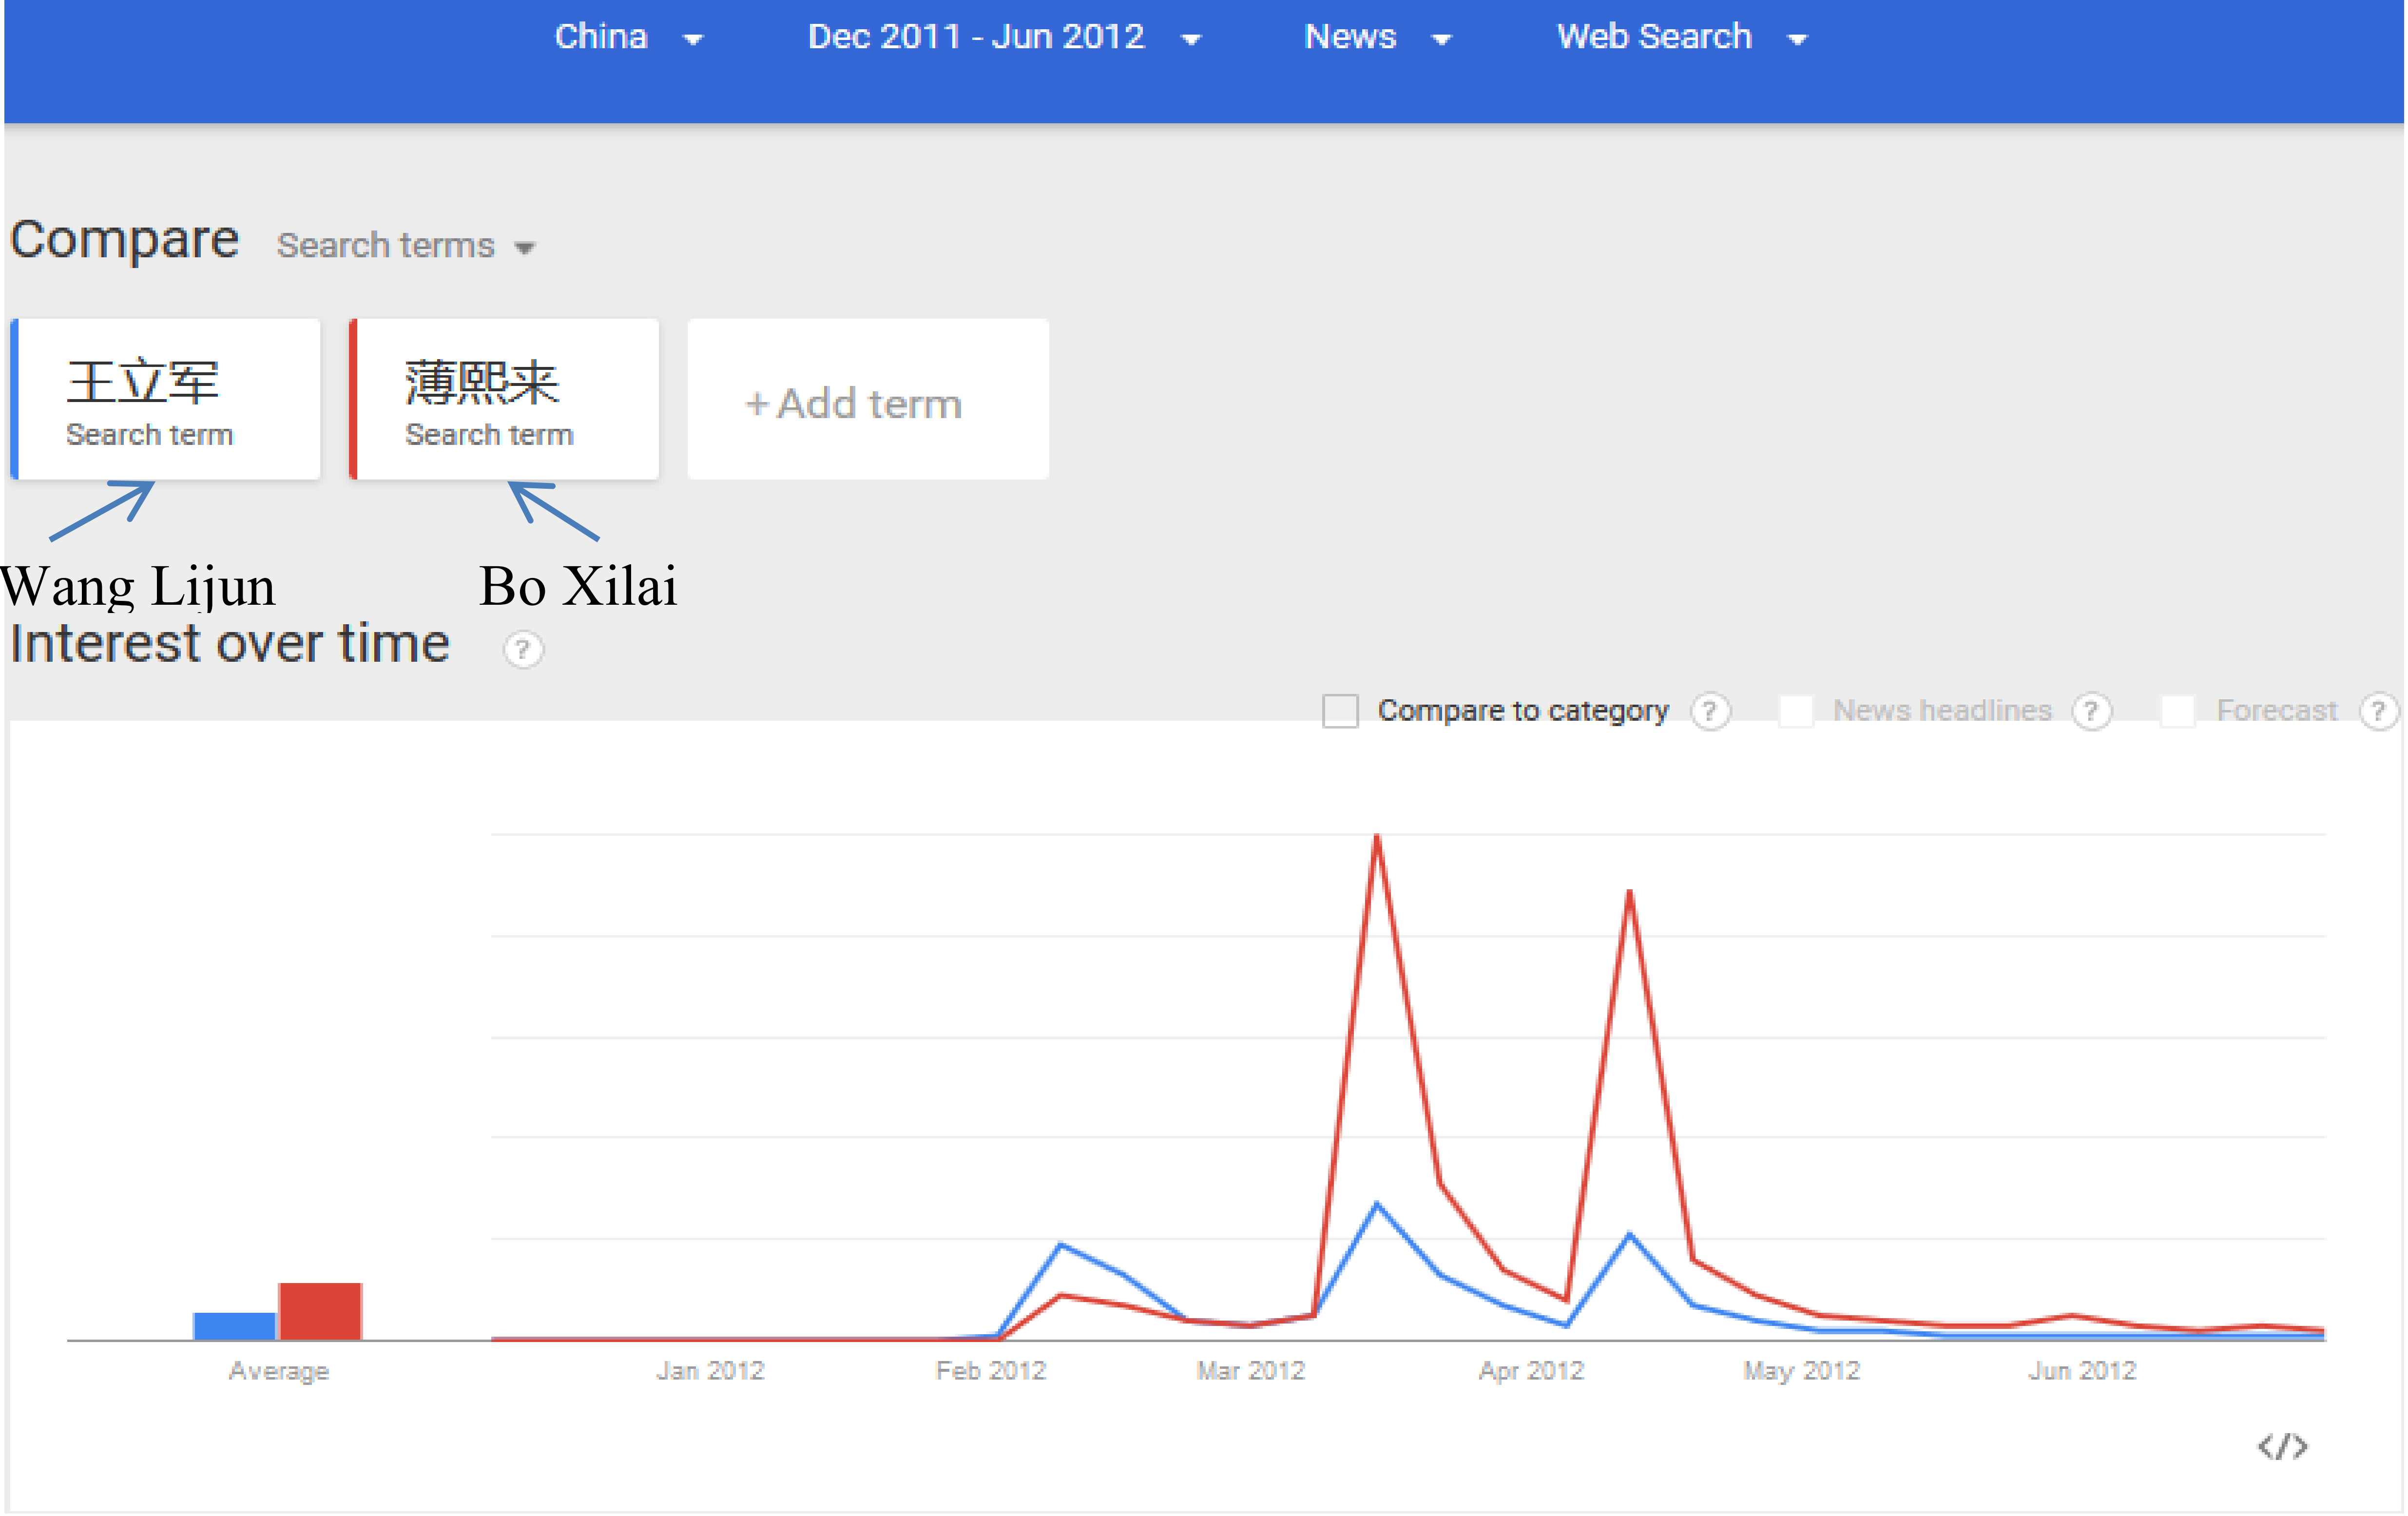 China Dec 2011 - Jun 2012 News Web Search
Compare Search terms
王立军 薄熙来 + Add term
Search term Search term
Wang Lijun Bo Xilai
Interest over time ?
Compare to category ? News headlines ? Forecast ?
Average Jan 2012 Feb 2012 Mar 2012 Apr 2012 May 2012 Jun 2012
</>